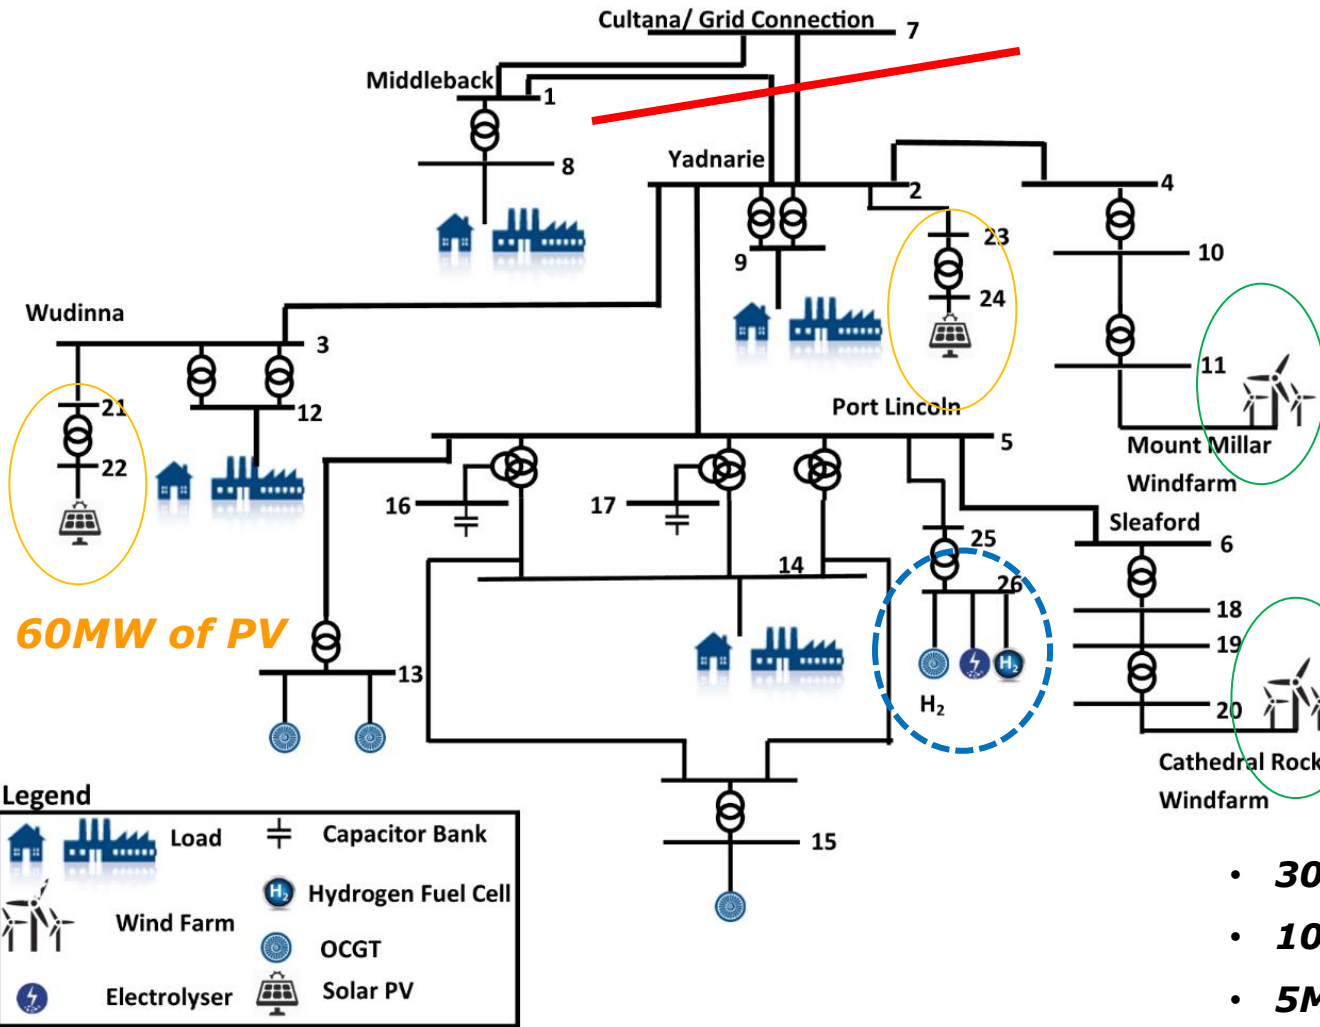 Cultana/ Grid Connection
7
Middleback
1
8
Yadnarie
2
4
9
23
24
10
11
Wudinna
3
21
22
12
60MW of PV
Port Lincoln
5
Mount Millar
Windfarm
16
17
14
13
25
26
H₂
H₂
Sleaford
6
18
19
20
Cathedral Rock
Windfarm
15
Legend
Load
Capacitor Bank
H₂
Hydrogen Fuel Cell
Wind Farm
OCGT
Electrolyser
Solar PV
• 30
• 10
• 5M